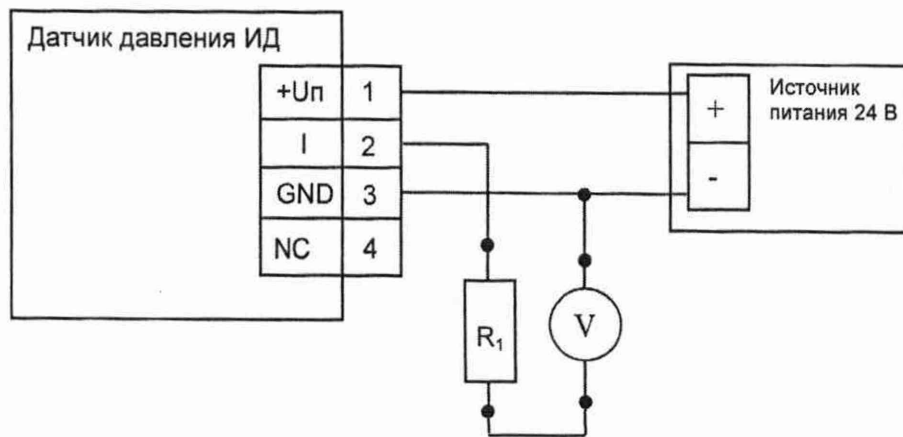 Датчик давления ИД
+Uп 1
I 2
GND 3
NC 4
Источник
питания 24 В
+
-
R₁
V